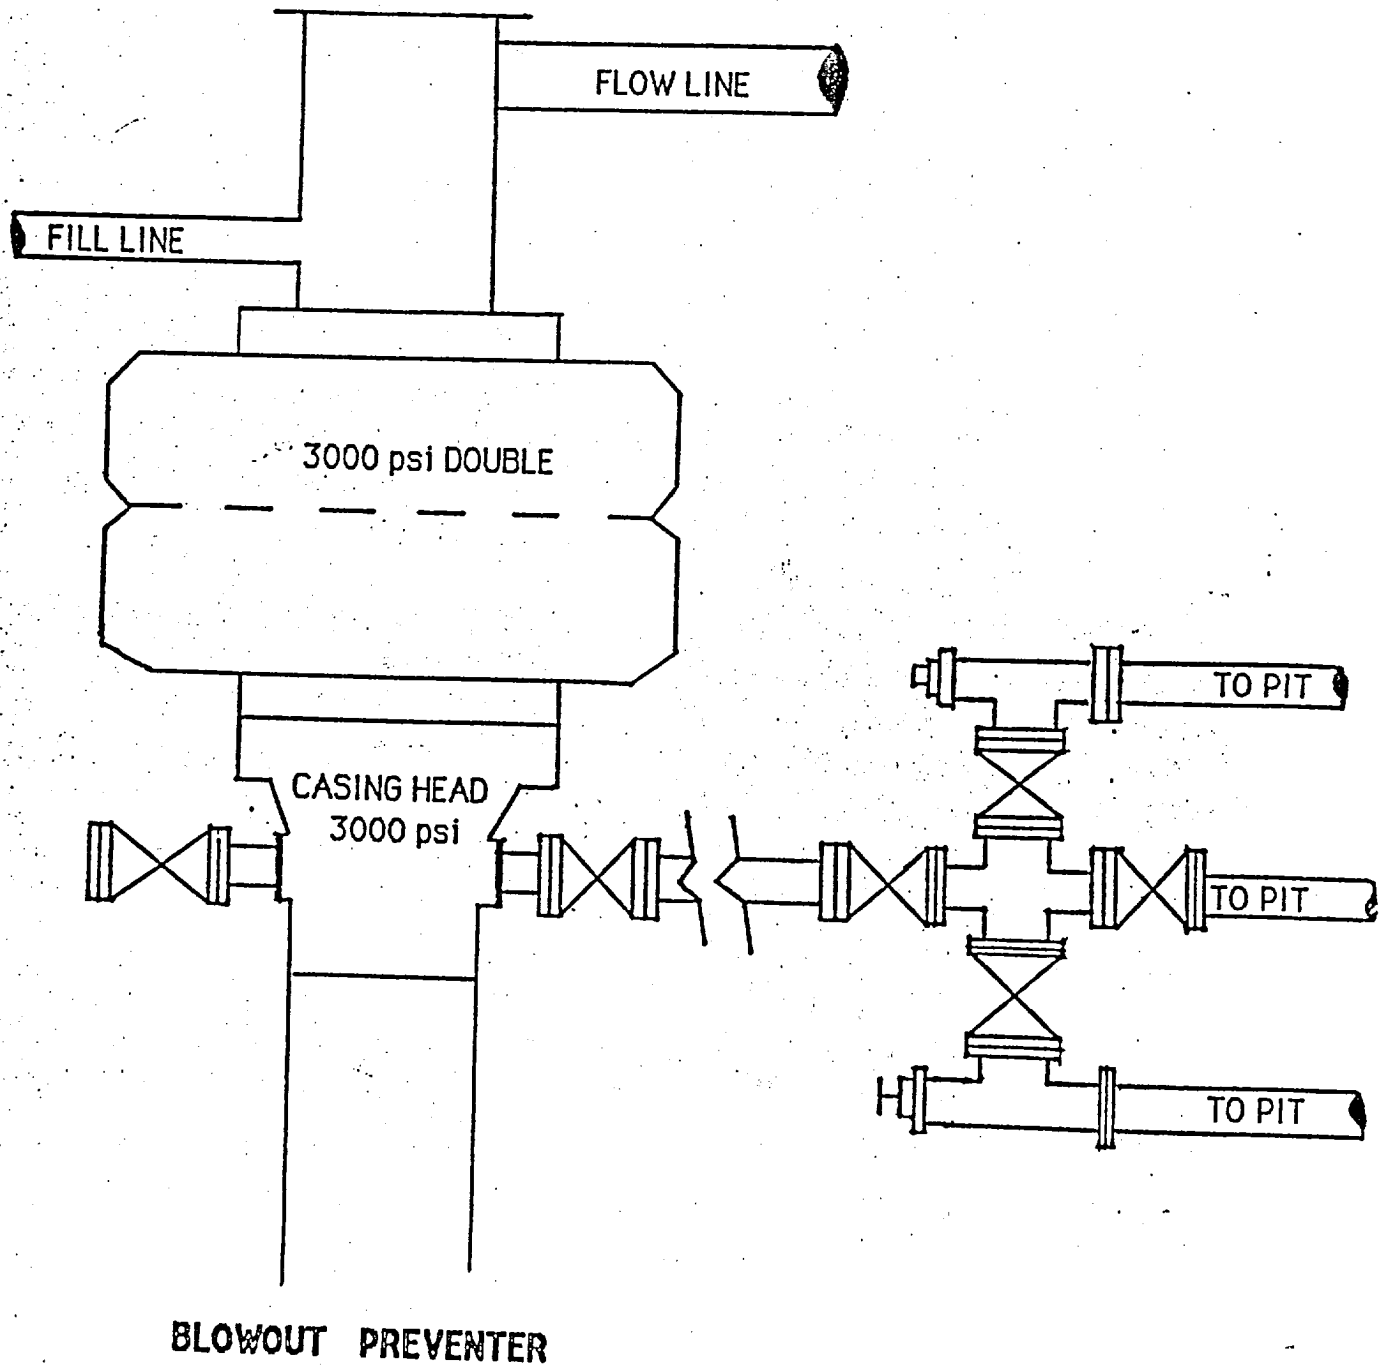 FLOW LINE
FILL LINE
3000 psi DOUBLE
CASING HEAD
3000 psi
TO PIT
TO PIT
TO PIT
BLOWOUT PREVENTER